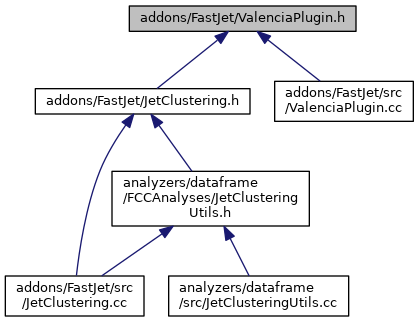 addons/FastJet/ValenciaPlugin.h
addons/FastJet/JetClustering.h
addons/FastJet/src
/ValenciaPlugin.cc
analyzers/dataframe
/FCCAnalyses/JetClustering
Utils.h
addons/FastJet/src
/JetClustering.cc
analyzers/dataframe
/src/JetClusteringUtils.cc